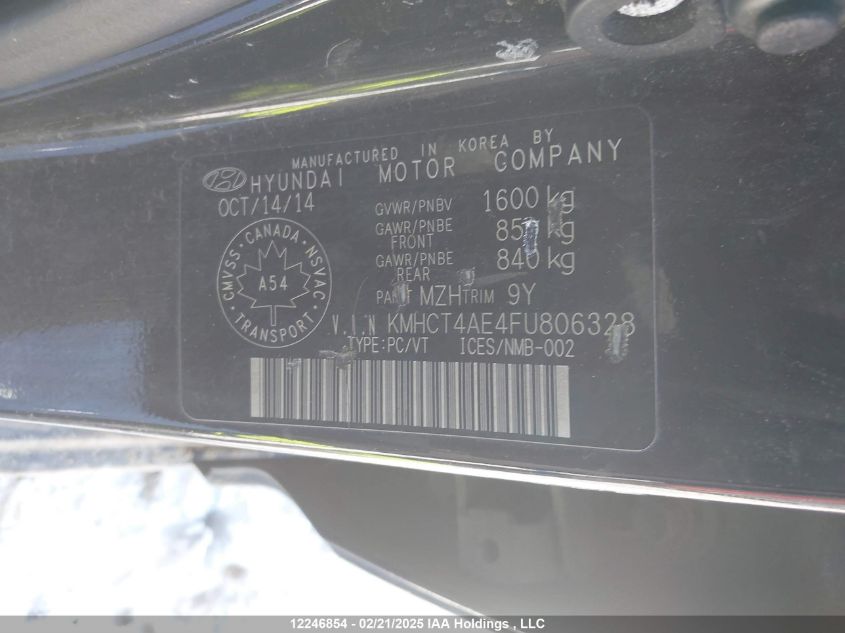 MANUFACTURED IN KOREA BY
HYUNDAI MOTOR COMPANY
OCT/14/14
GVWR/PNBV 1600 kg
GAWR/PNBE FRONT kg
GAWR/PNBE REAR 840 kg
CMVSS · CANADA · NSVAC · TRANSPORT ·
A54
PAINT MZH TRIM 9Y
V.I.N KMHCT4AE4FU806328
TYPE:PC/VT ICES/NMB-002
12246854 - 02/21/2025 IAA Holdings , LLC